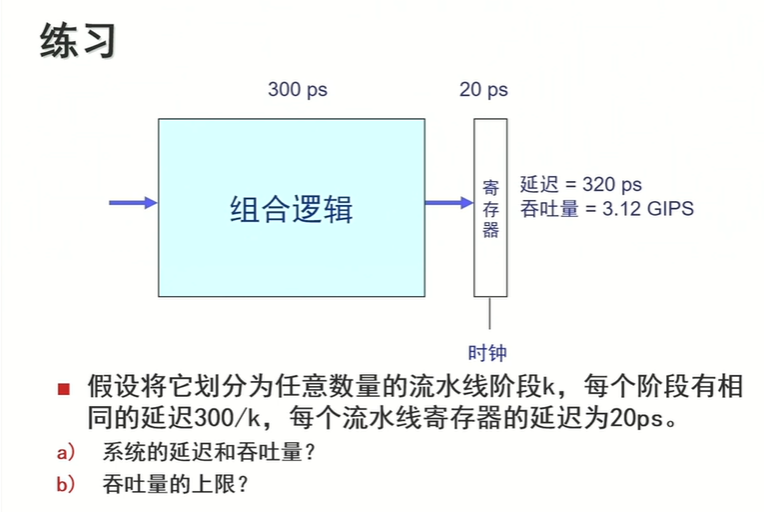 练习
300 ps
20 ps
组合逻辑
寄存器
延迟 = 320 ps
吞吐量 = 3.12 GIPS
时钟
■ 假设将它划分为任意数量的流水线阶段k，每个阶段有相
同的延迟300/k，每个流水线寄存器的延迟为20ps。
a) 系统的延迟和吞吐量？
b) 吞吐量的上限？